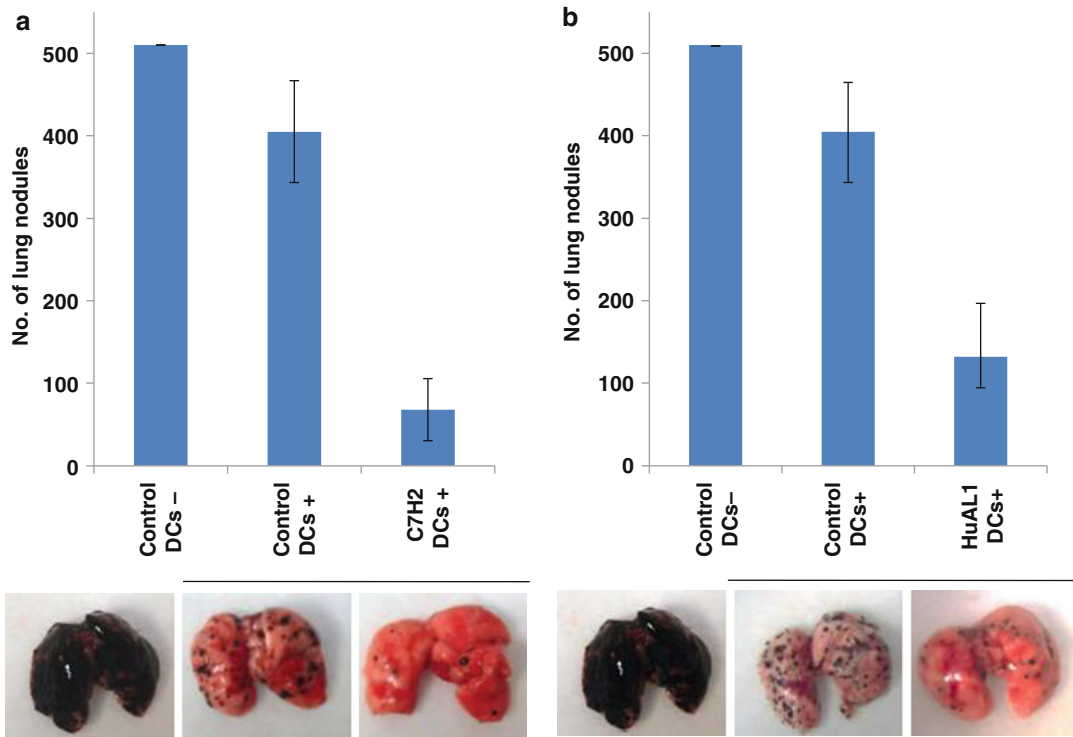 a
No. of lung nodules
500
400
300
200
100
0
Control
DCs –
Control
DCs +
C7H2
DCs +
b
No. of lung nodules
500
400
300
200
100
0
Control
DCs–
Control
DCs+
HuAL1
DCs+